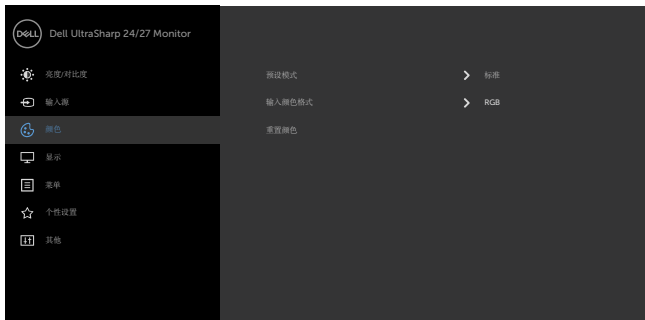 DELL
Dell UltraSharp 24/27 Monitor
亮度/对比度
输入源
颜色
显示
菜单
个性设置
其他
预设模式
标准
输入颜色格式
RGB
重置颜色